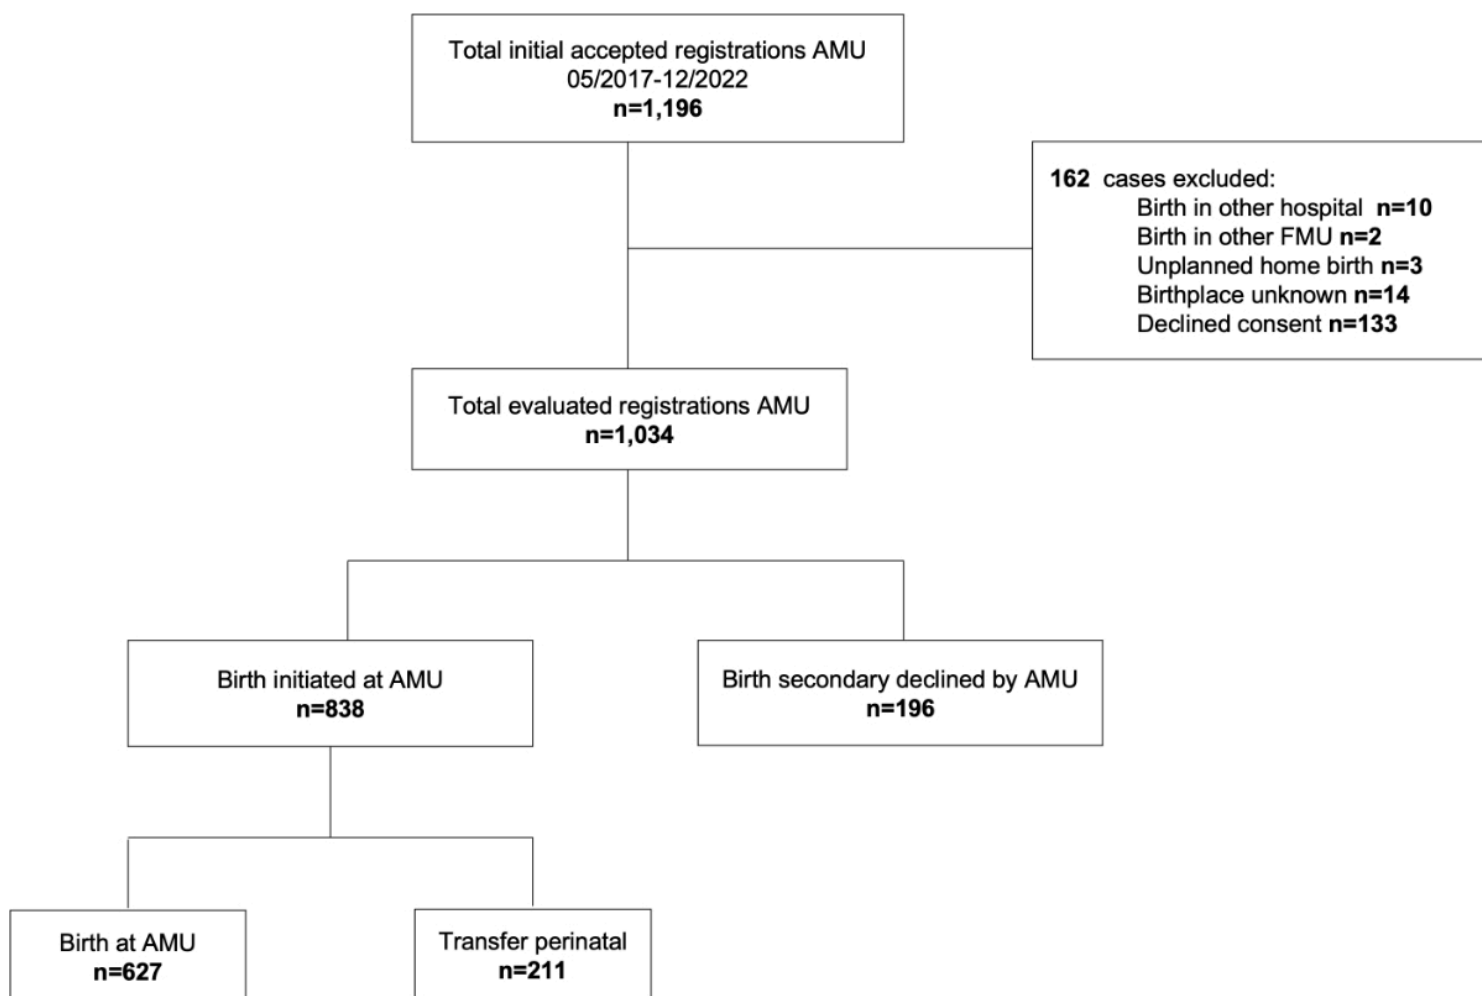 Total initial accepted registrations AMU
05/2017-12/2022
n=1,196
162 cases excluded:
Birth in other hospital n=10
Birth in other FMU n=2
Unplanned home birth n=3
Birthplace unknown n=14
Declined consent n=133
Total evaluated registrations AMU
n=1,034
Birth initiated at AMU
n=838
Birth secondary declined by AMU
n=196
Birth at AMU
n=627
Transfer perinatal
n=211